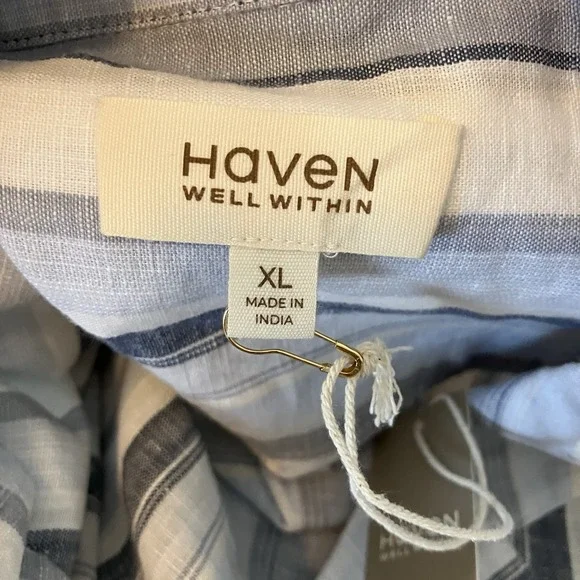 HaveN
WELL WITHIN
XL
MADE IN
INDIA
HAVEN
WELL WITHIN